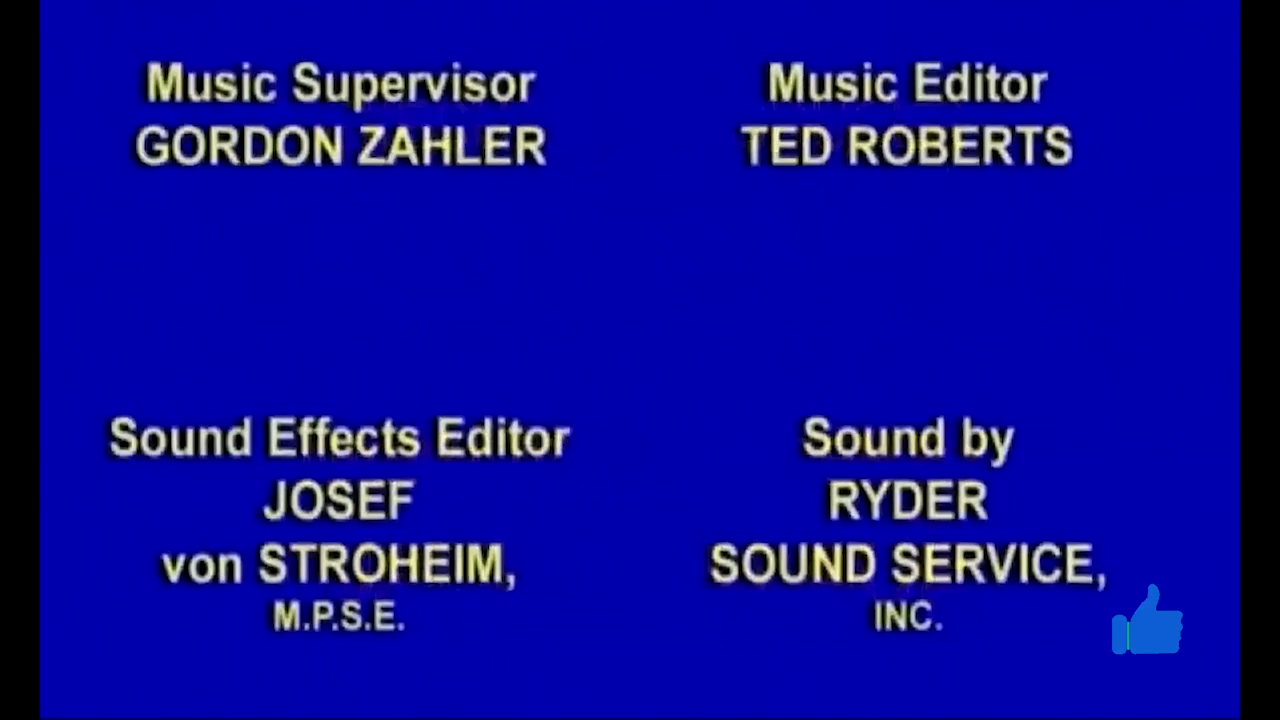 Music Supervisor
GORDON ZAHLER
Music Editor
TED ROBERTS
Sound Effects Editor
JOSEF
von STROHEIM,
M.P.S.E.
Sound by
RYDER
SOUND SERVICE,
INC.